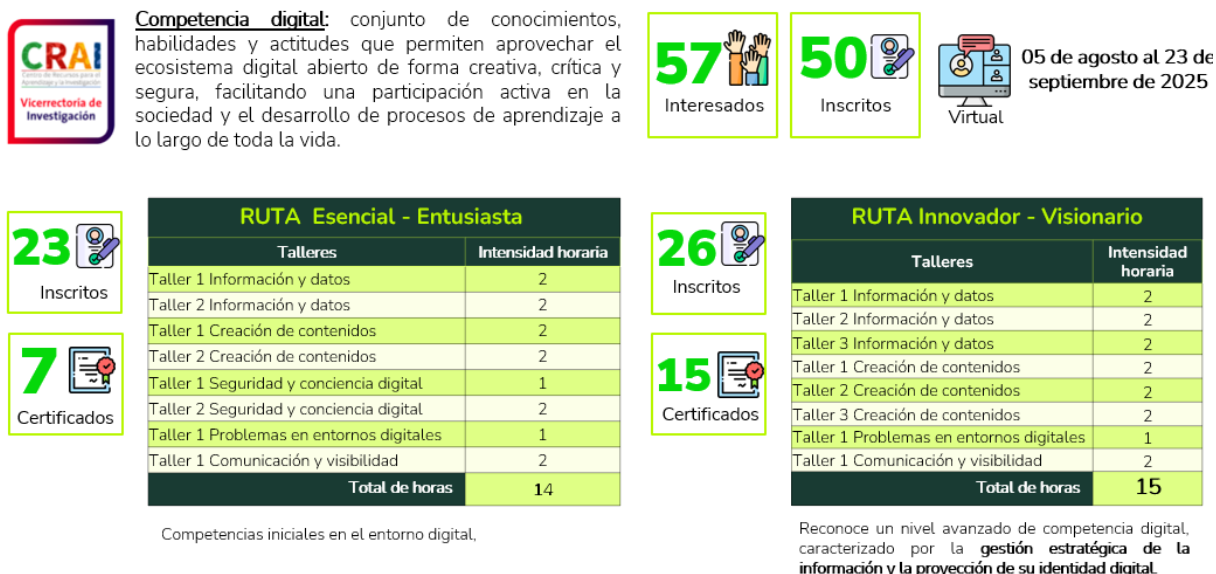 CRAI
Centro de Recursos para el
Aprendizaje y la Investigación
Vicerrectoría de
Investigación
Competencia digital: conjunto de conocimientos,
habilidades y actitudes que permiten aprovechar el
ecosistema digital abierto de forma creativa, crítica y
segura, facilitando una participación activa en la
sociedad y el desarrollo de procesos de aprendizaje a
lo largo de toda la vida.
57
Interesados
50
Inscritos
Virtual
05 de agosto al 23 de
septiembre de 2025
23
Inscritos
7
Certificados
RUTA Esencial - Entusiasta
Talleres Intensidad horaria
Taller 1 Información y datos 2
Taller 2 Información y datos 2
Taller 1 Creación de contenidos 2
Taller 2 Creación de contenidos 2
Taller 1 Seguridad y conciencia digital 1
Taller 2 Seguridad y conciencia digital 2
Taller 1 Problemas en entornos digitales 1
Taller 1 Comunicación y visibilidad 2
Total de horas 14
Competencias iniciales en el entorno digital,
26
Inscritos
15
Certificados
RUTA Innovador - Visionario
Talleres Intensidad
horaria
Taller 1 Información y datos 2
Taller 2 Información y datos 2
Taller 3 Información y datos 2
Taller 1 Creación de contenidos 2
Taller 2 Creación de contenidos 2
Taller 3 Creación de contenidos 2
Taller 1 Problemas en entornos digitales 1
Taller 1 Comunicación y visibilidad 2
Total de horas 15
Reconoce un nivel avanzado de competencia digital,
caracterizado por la gestión estratégica de la
información y la proyección de su identidad digital.